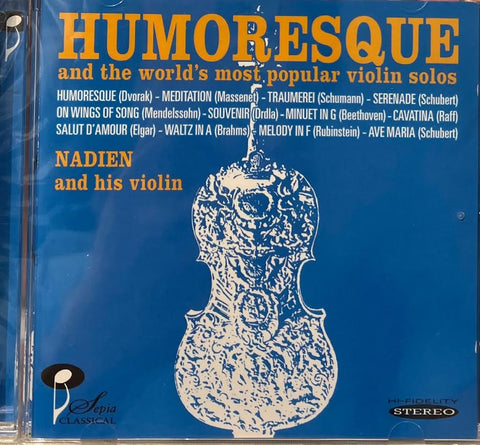 HUMORESQUE
and the world's most popular violin solos
HUMORESQUE (Dvorak) - MEDITATION (Massenet) - TRAUMEREI (Schumann) - SERENADE (Schubert)
ON WINGS OF SONG (Mendelssohn) - SOUVENIR (Drdla) - MINUET IN G (Beethoven) - CAVATINA (Raff)
SALUT D'AMOUR (Elgar) - WALTZ IN A (Brahms) - MELODY IN F (Rubinstein) - AVE MARIA (Schubert)
NADIEN
and his violin
Sepia
CLASSICAL
HI-FIDELITY
STEREO